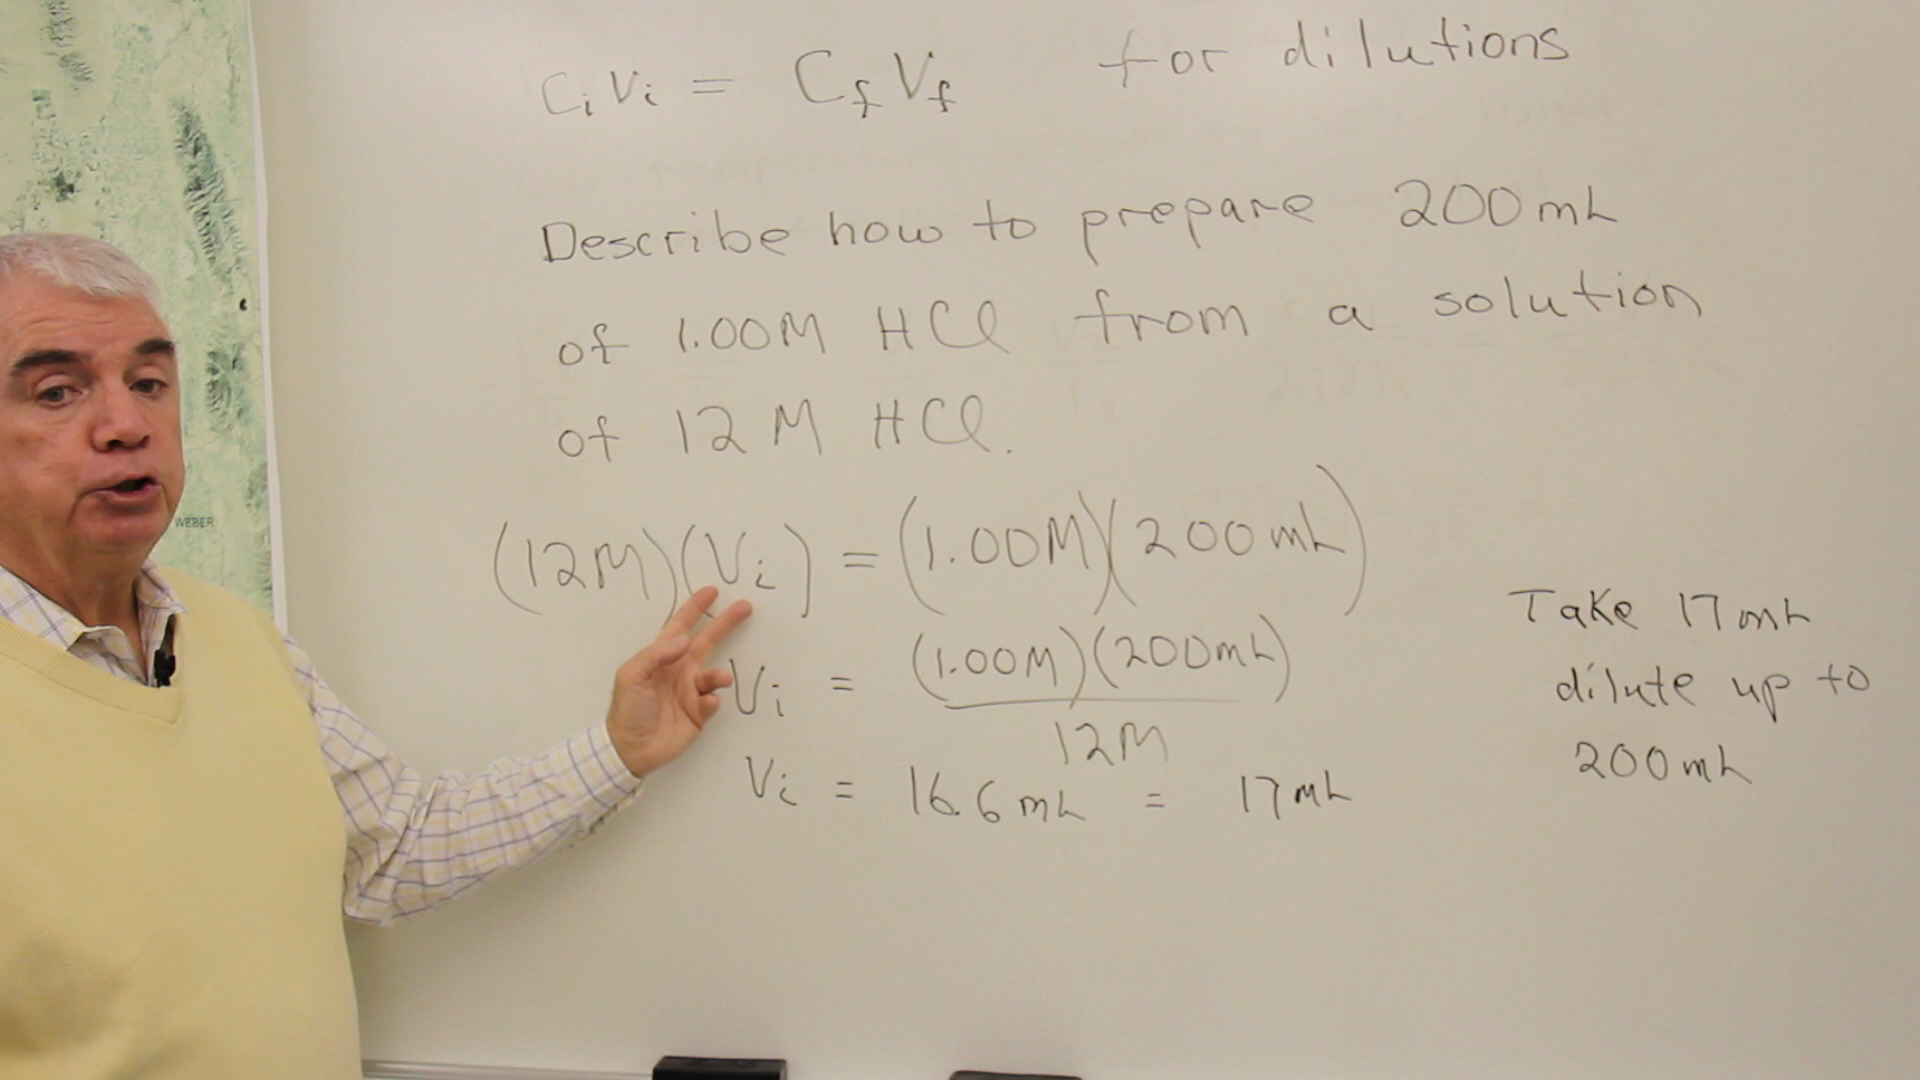 CiVi = CfVf for dilutions
Describe how to prepare 200mL
of 1.00M HCl from a solution
of 12 M HCl.
(12M)(Vi) = (1.00M)(200mL)
Vi = (1.00M)(200mL)
12M
Vi = 16.6mL = 17mL
Take 17mL
dilute up to
200mL
WEBER